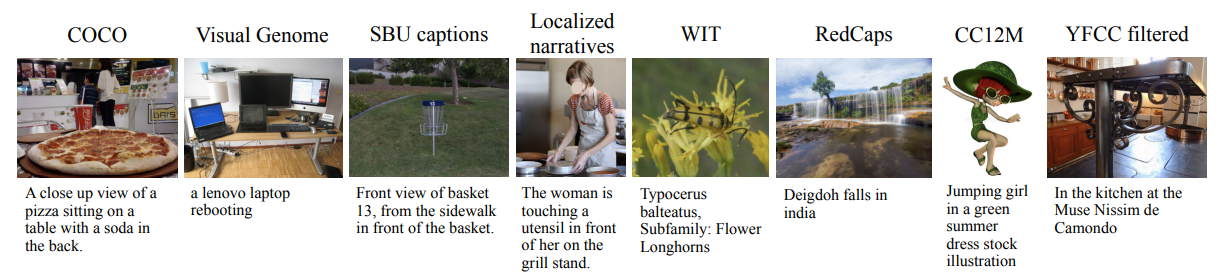 COCO
Visual Genome
SBU captions
Localized
narratives
WIT
RedCaps
CC12M
YFCC filtered
A close up view of a
pizza sitting on a
table with a soda in
the back.
a lenovo laptop
rebooting
Front view of basket
13, from the sidewalk
in front of the basket.
The woman is
touching a
utensil in front
of her on the
grill stand.
Typocerus
balteatus,
Subfamily: Flower
Longhorns
Deigdoh falls in
india
Jumping girl
in a green
summer
dress stock
illustration
In the kitchen at the
Muse Nissim de
Camondo